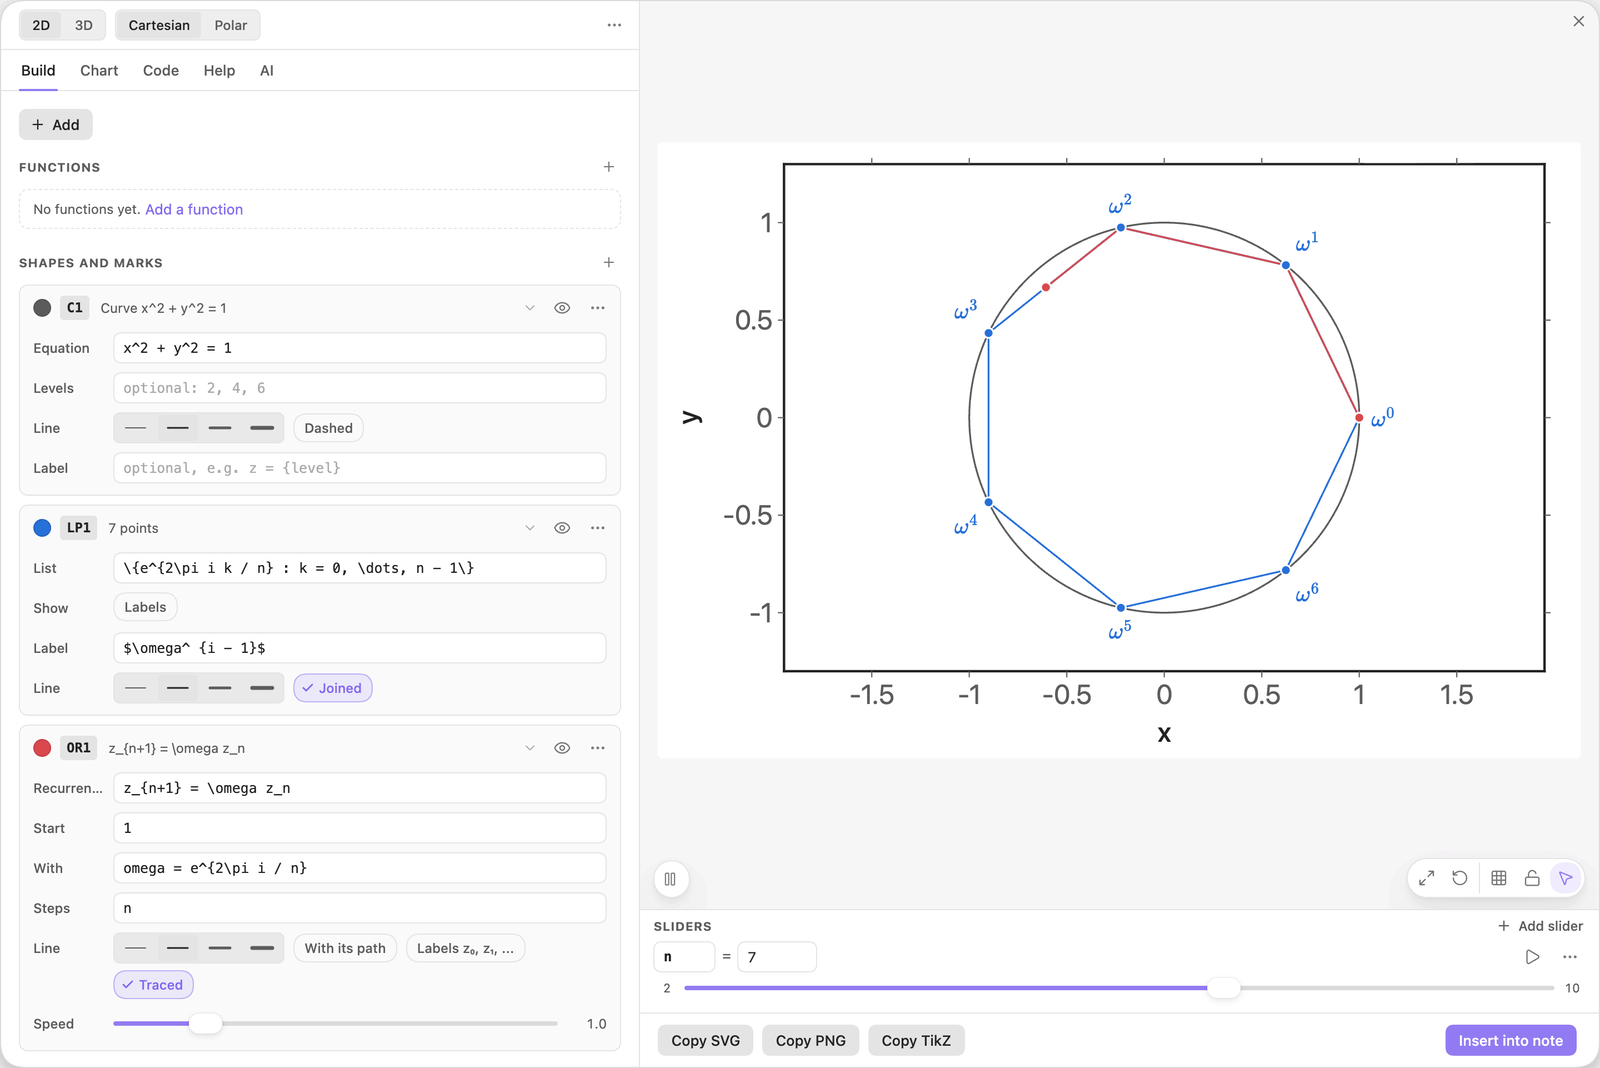 2D 3D Cartesian Polar
Build Chart Code Help AI
+ Add
FUNCTIONS
No functions yet. Add a function
SHAPES AND MARKS
C1 Curve x^2 + y^2 = 1
Equation x^2 + y^2 = 1
Levels optional: 2, 4, 6
Line Dashed
Label optional, e.g. z = {level}
LP1 7 points
List \{e^{2\pi i k / n} : k = 0, \dots, n - 1\}
Show Labels
Label $\omega^ {i - 1}$
Line Joined
OR1 z_{n+1} = \omega z_n
Recurren... z_{n+1} = \omega z_n
Start 1
With omega = e^{2\pi i / n}
Steps n
Line With its path Labels z₀, z₁, ...
Traced
Speed 1.0
ω²
ω¹
1
ω³
0.5
y 0 ω⁰
-0.5
ω⁴
ω⁶
-1
ω⁵
-1.5 -1 -0.5 0 0.5 1 1.5
x
SLIDERS + Add slider
n = 7
2 10
Copy SVG Copy PNG Copy TikZ Insert into note